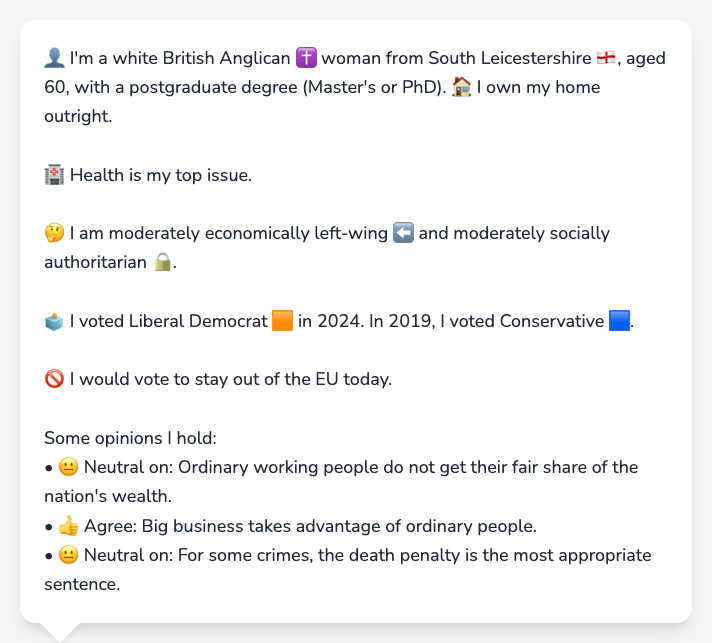 👤 I'm a white British Anglican ✝️ woman from South Leicestershire 🏴󠁧󠁢󠁥󠁮󠁧󠁿, aged
60, with a postgraduate degree (Master's or PhD). 🏠 I own my home
outright.
🏥 Health is my top issue.
🤔 I am moderately economically left-wing ⬅️ and moderately socially
authoritarian 🔒.
🗳️ I voted Liberal Democrat 🟧 in 2024. In 2019, I voted Conservative 🟦.
🚫 I would vote to stay out of the EU today.
Some opinions I hold:
• 😐 Neutral on: Ordinary working people do not get their fair share of the
nation's wealth.
• 👍 Agree: Big business takes advantage of ordinary people.
• 😐 Neutral on: For some crimes, the death penalty is the most appropriate
sentence.